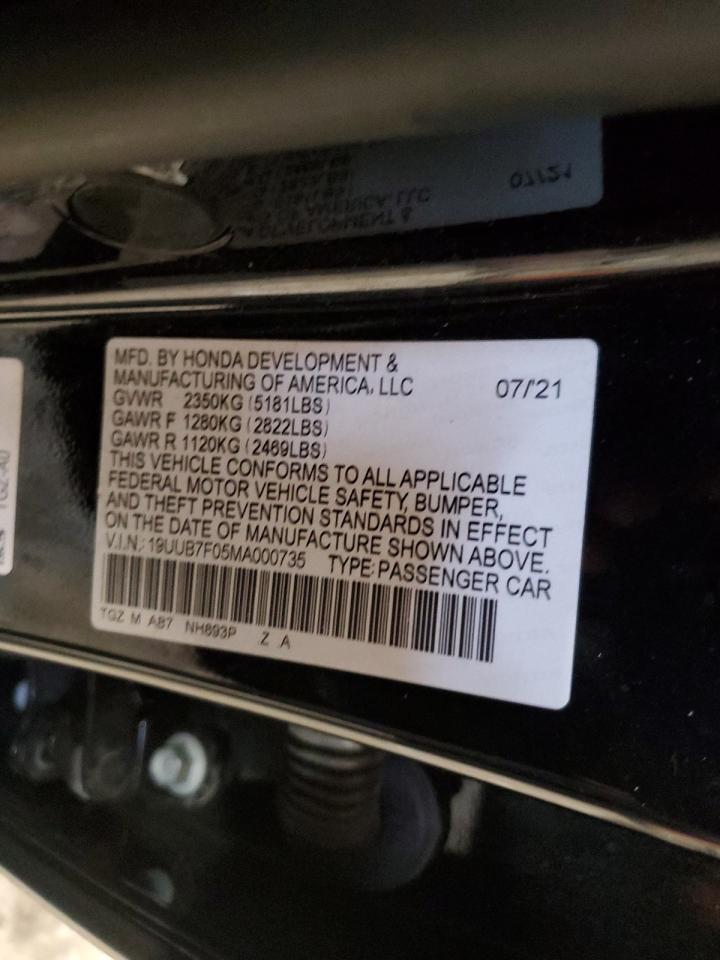 MFD. BY HONDA DEVELOPMENT &
MANUFACTURING OF AMERICA, LLC 07/'21
GVWR 2350KG (5181LBS)
GAWR F 1280KG (2822LBS)
GAWR R 1120KG (2469LBS)
THIS VEHICLE CONFORMS TO ALL APPLICABLE
FEDERAL MOTOR VEHICLE SAFETY, BUMPER,
AND THEFT PREVENTION STANDARDS IN EFFECT
ON THE DATE OF MANUFACTURE SHOWN ABOVE.
V.I.N.: 19UUB7F05MA000735 TYPE: PASSENGER CAR
TGZ M AB7 NH893P Z A